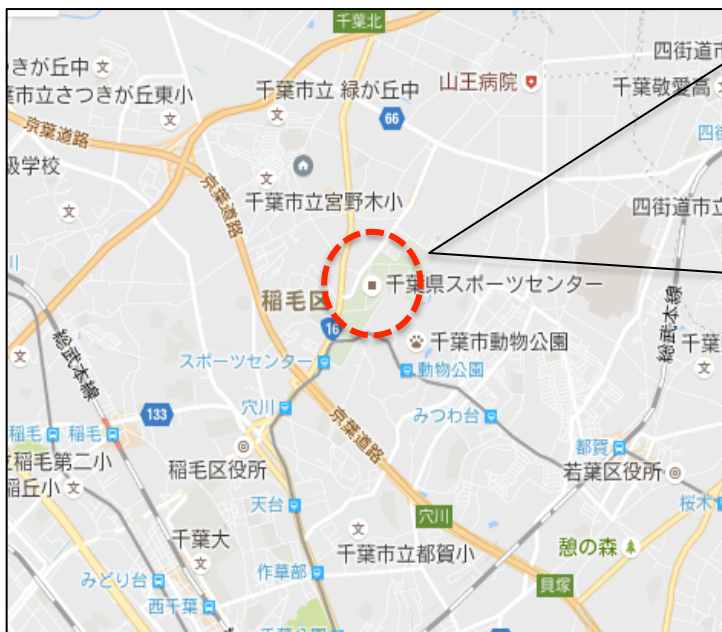 千葉北
四街道市
つきが丘中
千葉敬愛高
葉市立さつきが丘東小
千葉市立 緑が丘中
山王病院
66
四街
京葉道路
級学校
京葉道路
千葉市立宮野木小
四街道市立
川
千葉県スポーツセンター
稲毛区
16
総武本線
総武本線
千葉市動物公園
千葉
スポーツセンター
動物公園
穴川
133
みつわ台
京葉道路
稲毛
稲毛
都賀
立稲毛第二小
稲毛区役所
若葉区役所
稲丘小
天台
桜木
穴川
千葉大
千葉市立都賀小
憩の森
みどり台
作草部
貝塚
西千葉
千葉公園